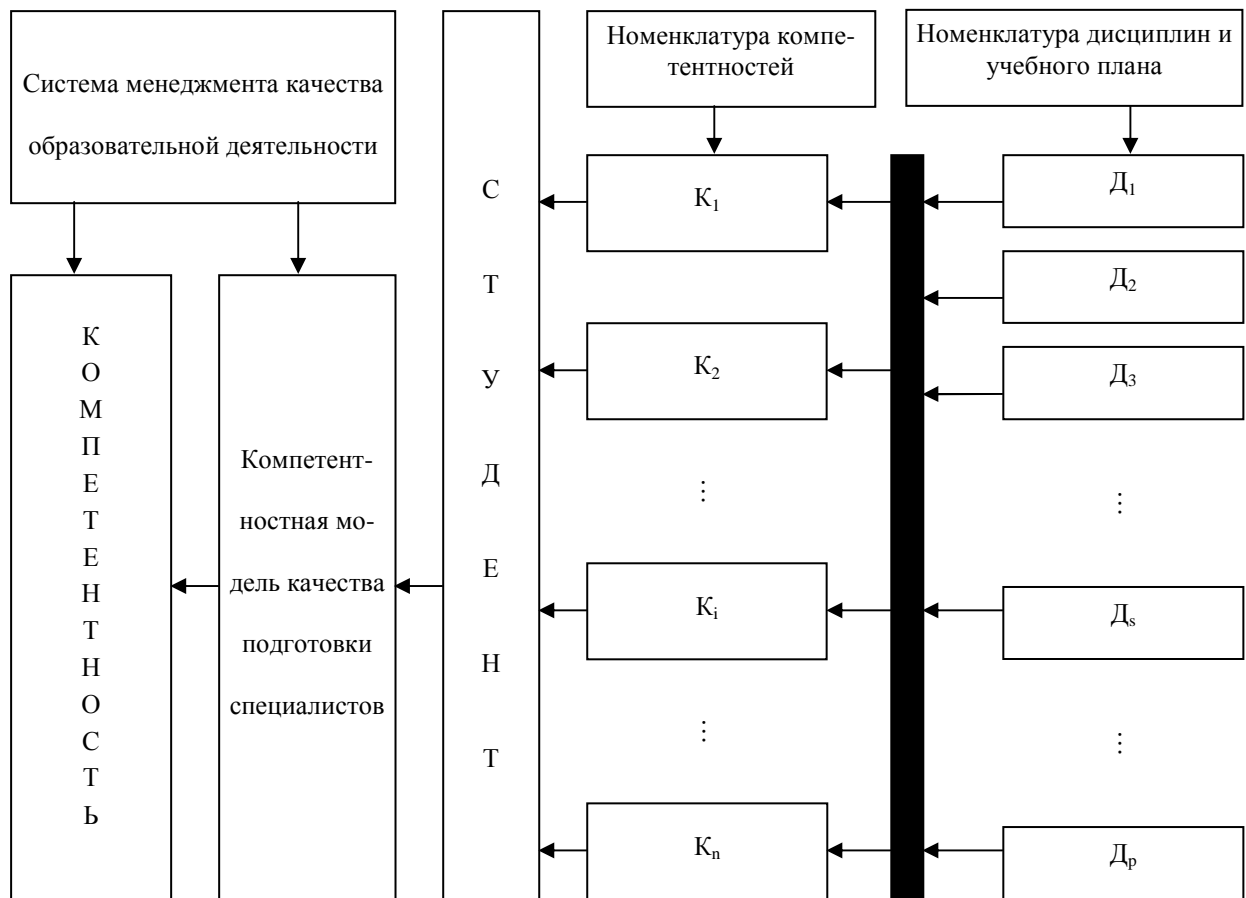 Система менеджмента качества
образовательной деятельности
К
О
М
П
Е
Т
Е
Н
Т
Н
О
С
Т
Ь
Компетент-
ностная мо-
дель качества
подготовки
специалистов
С
Т
У
Д
Е
Н
Т
Номенклатура компе-
тентностей
К₁
К₂
⋮
Кᵢ
⋮
Кₙ
Номенклатура дисциплин и
учебного плана
Д₁
Д₂
Д₃
⋮
Дₛ
⋮
Дₚ